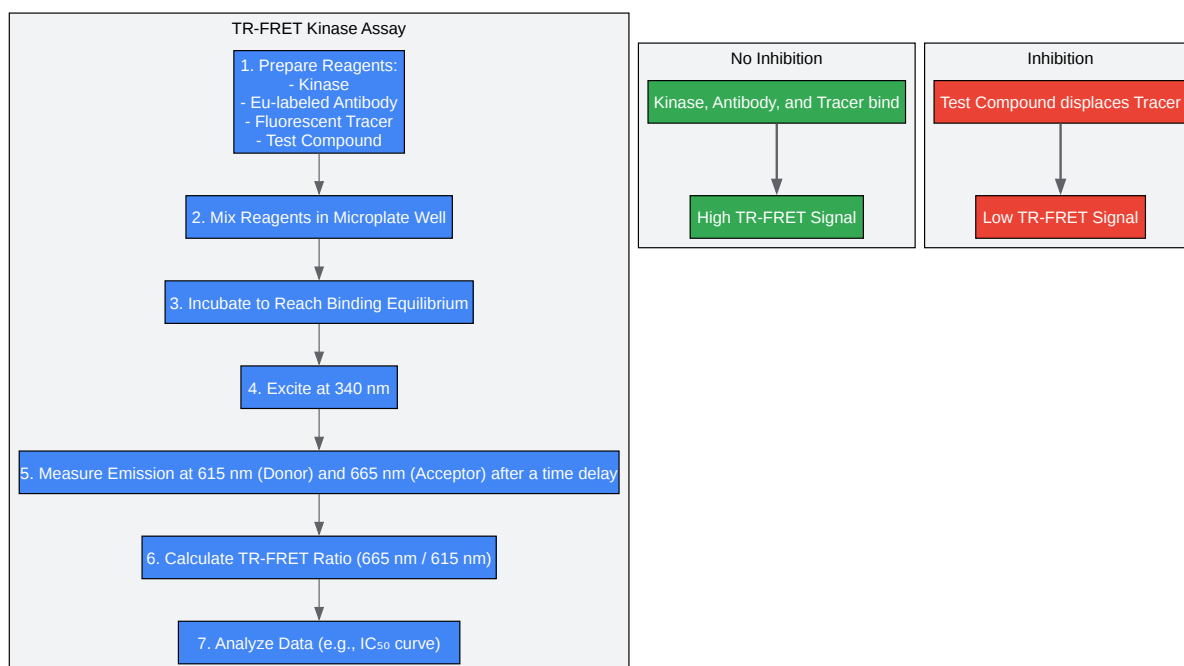 TR-FRET Kinase Assay
1. Prepare Reagents:
- Kinase
- Eu-labeled Antibody
- Fluorescent Tracer
- Test Compound
2. Mix Reagents in Microplate Well
3. Incubate to Reach Binding Equilibrium
4. Excite at 340 nm
5. Measure Emission at 615 nm (Donor) and 665 nm (Acceptor) after a time delay
6. Calculate TR-FRET Ratio (665 nm / 615 nm)
7. Analyze Data (e.g., IC₅₀ curve)
No Inhibition
Kinase, Antibody, and Tracer bind
High TR-FRET Signal
Inhibition
Test Compound displaces Tracer
Low TR-FRET Signal